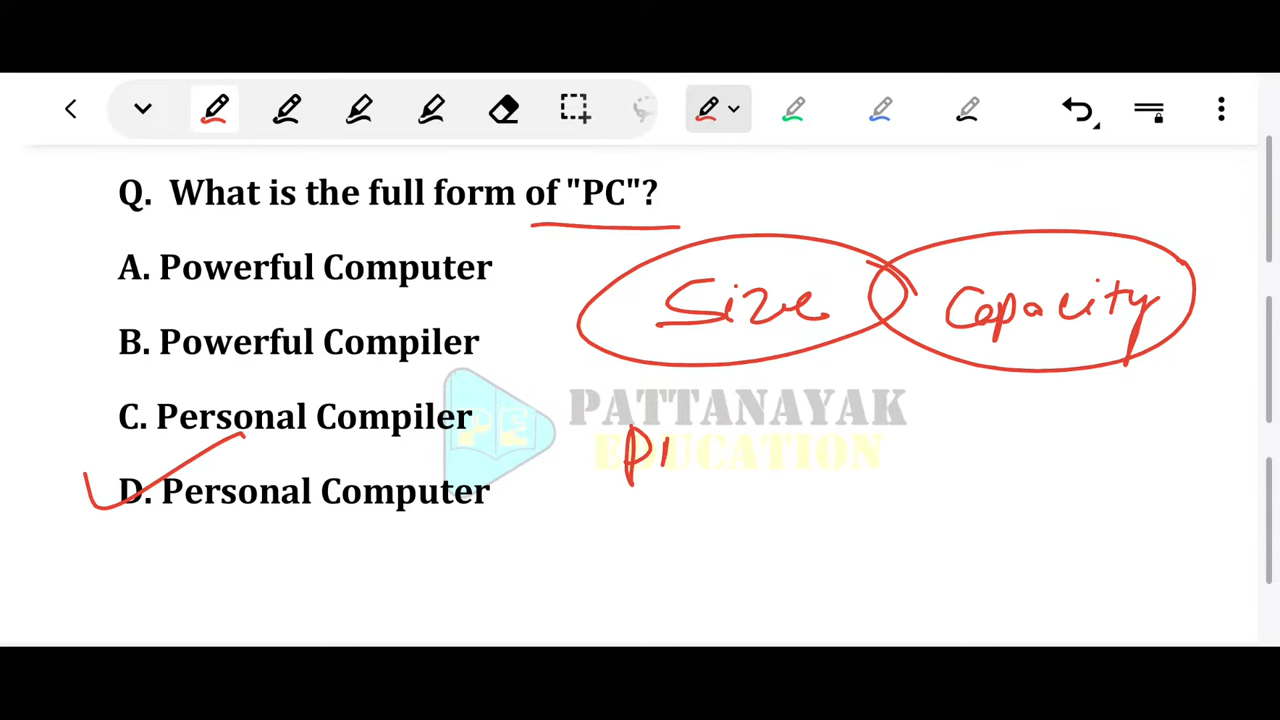 Q. What is the full form of "PC"?
A. Powerful Computer
Size Capacity
B. Powerful Compiler
PATTANAYAK
C. Personal Compiler
PE
EDUCATION
D. Personal Computer